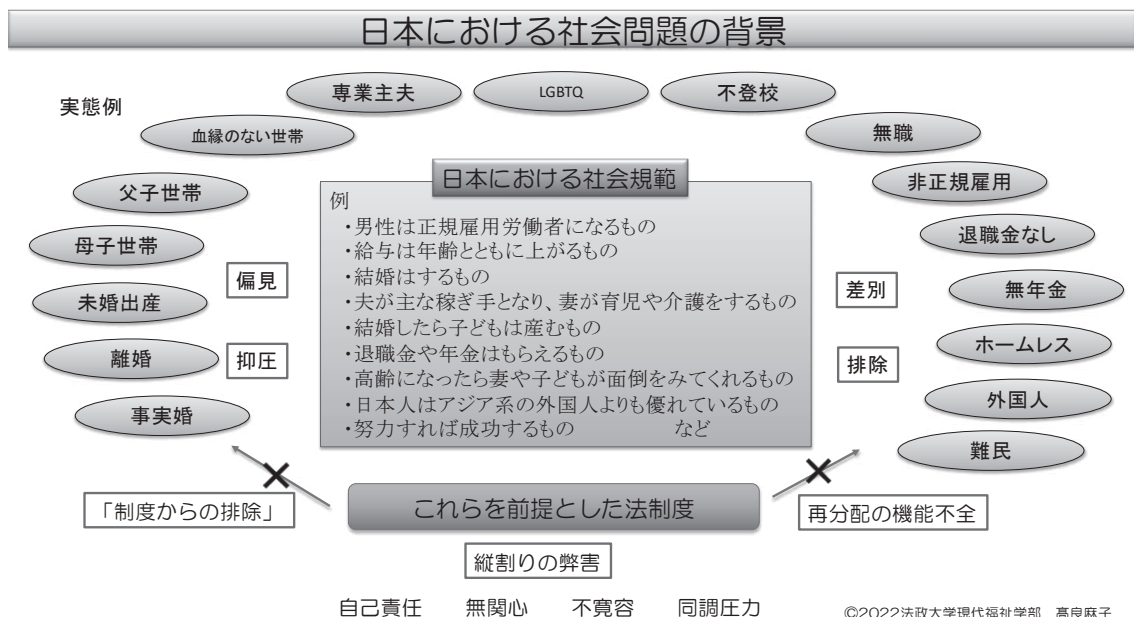 日本における社会問題の背景
実態例
専業主夫
LGBTQ
不登校
血縁のない世帯
無職
父子世帯
非正規雇用
母子世帯
退職金なし
未婚出産
無年金
離婚
ホームレス
事実婚
外国人
難民
偏見
抑圧
差別
排除
日本における社会規範
例
・男性は正規雇用労働者になるもの
・給与は年齢とともに上がるもの
・結婚はするもの
・夫が主な稼ぎ手となり、妻が育児や介護をするもの
・結婚したら子どもは産むもの
・退職金や年金はもらえるもの
・高齢になったら妻や子どもが面倒をみてくれるもの
・日本人はアジア系の外国人よりも優れているもの
・努力すれば成功するもの など
「制度からの排除」
これらを前提とした法制度
再分配の機能不全
縦割りの弊害
自己責任 無関心 不寛容 同調圧力
©2022法政大学現代福祉学部 髙良麻子